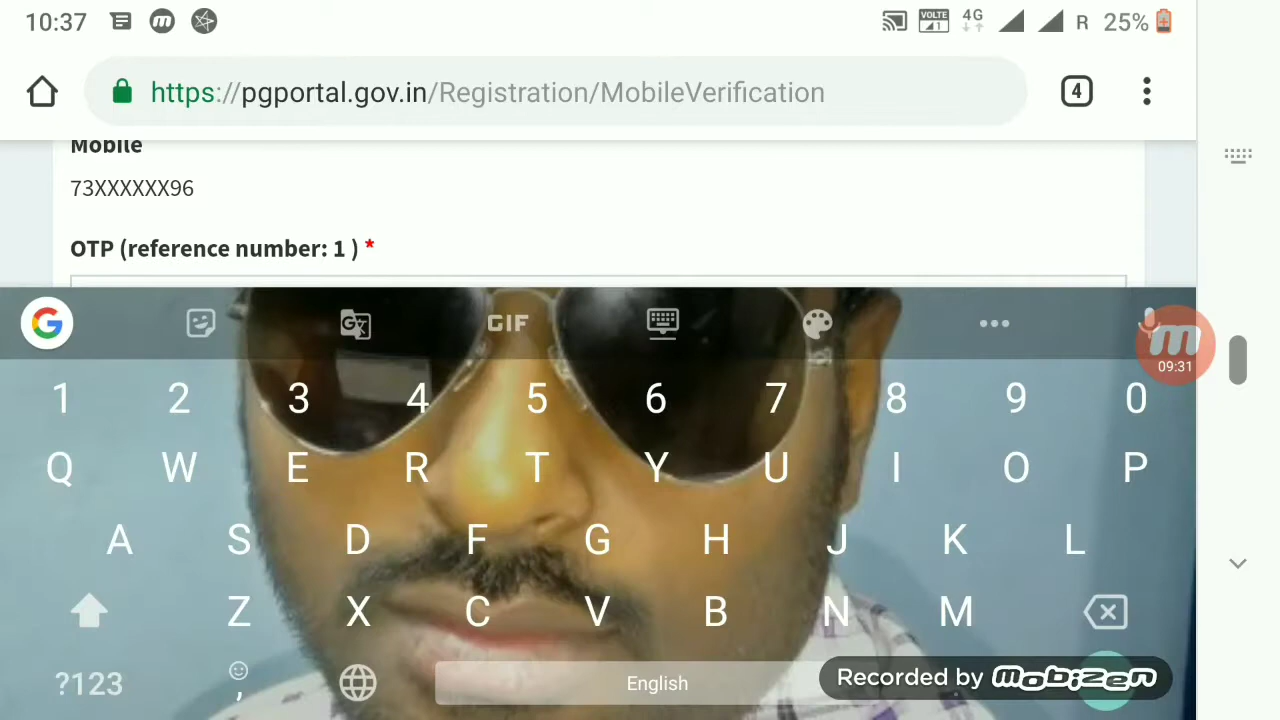 10:37 VOLTE 1 4G R 25%
https://pgportal.gov.in/Registration/MobileVerification 4
Mobile
73XXXXXX96
OTP (reference number: 1 ) *
G GIF
09:31
1 2 3 4 5 6 7 8 9 0
Q W E R T Y U I O P
A S D F G H J K L
Z X C V B N M
?123 , English
Recorded by mobizen